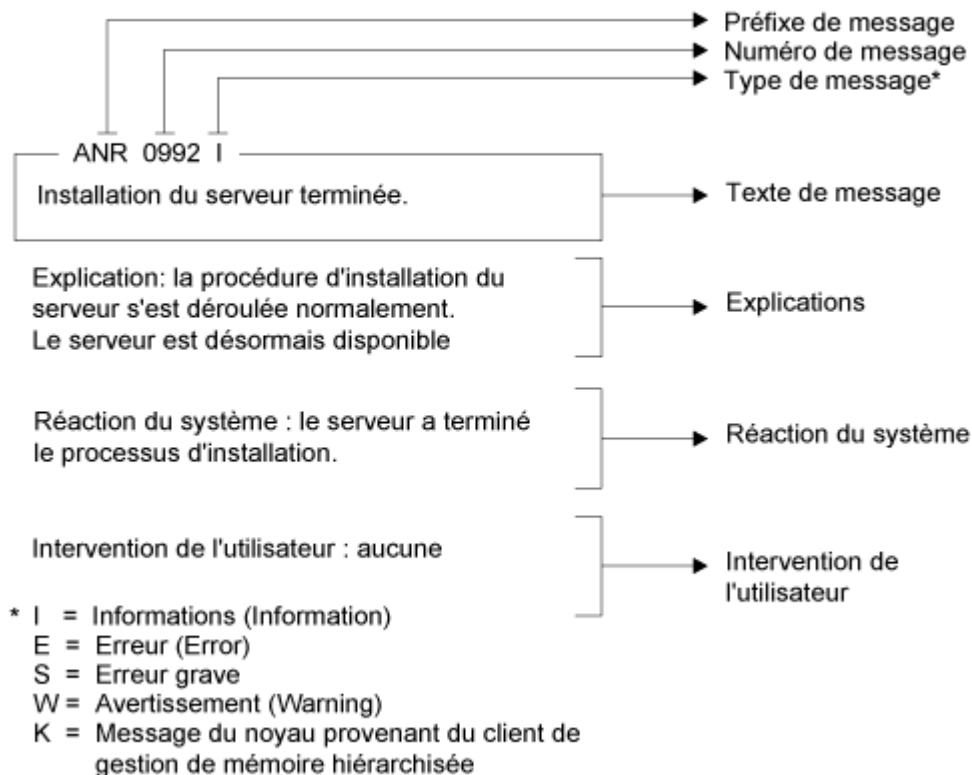 Préfixe de message
Numéro de message
Type de message*
ANR 0992 I
Installation du serveur terminée.
Texte de message
Explication: la procédure d'installation du
serveur s'est déroulée normalement.
Le serveur est désormais disponible
Explications
Réaction du système : le serveur a terminé
le processus d'installation.
Réaction du système
Intervention de l'utilisateur : aucune
Intervention de
l'utilisateur
* I = Informations (Information)
E = Erreur (Error)
S = Erreur grave
W = Avertissement (Warning)
K = Message du noyau provenant du client de
gestion de mémoire hiérarchisée